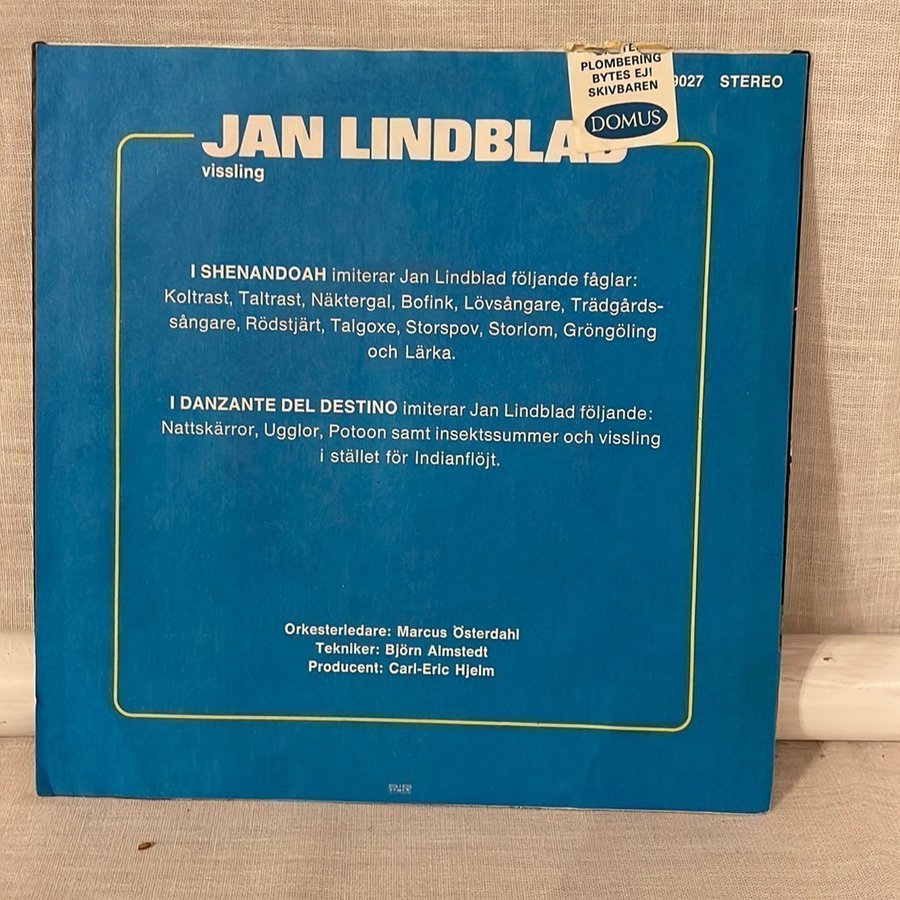 PLOMBERING
BYTES EJ!
SKIVBAREN
DOMUS
9027 STEREO
JAN LINDBLAD
vissling
I SHENANDOAH imiterar Jan Lindblad följande fåglar:
Koltrast, Taltrast, Näktergal, Bofink, Lövsångare, Trädgårds-
sångare, Rödstjärt, Talgoxe, Storspov, Storlom, Gröngöling
och Lärka.
I DANZANTE DEL DESTINO imiterar Jan Lindblad följande:
Nattskärror, Ugglor, Potoon samt insektssummer och vissling
i stället för Indianflöjt.
Orkesterledare: Marcus Österdahl
Tekniker: Björn Almstedt
Producent: Carl-Eric Hjelm